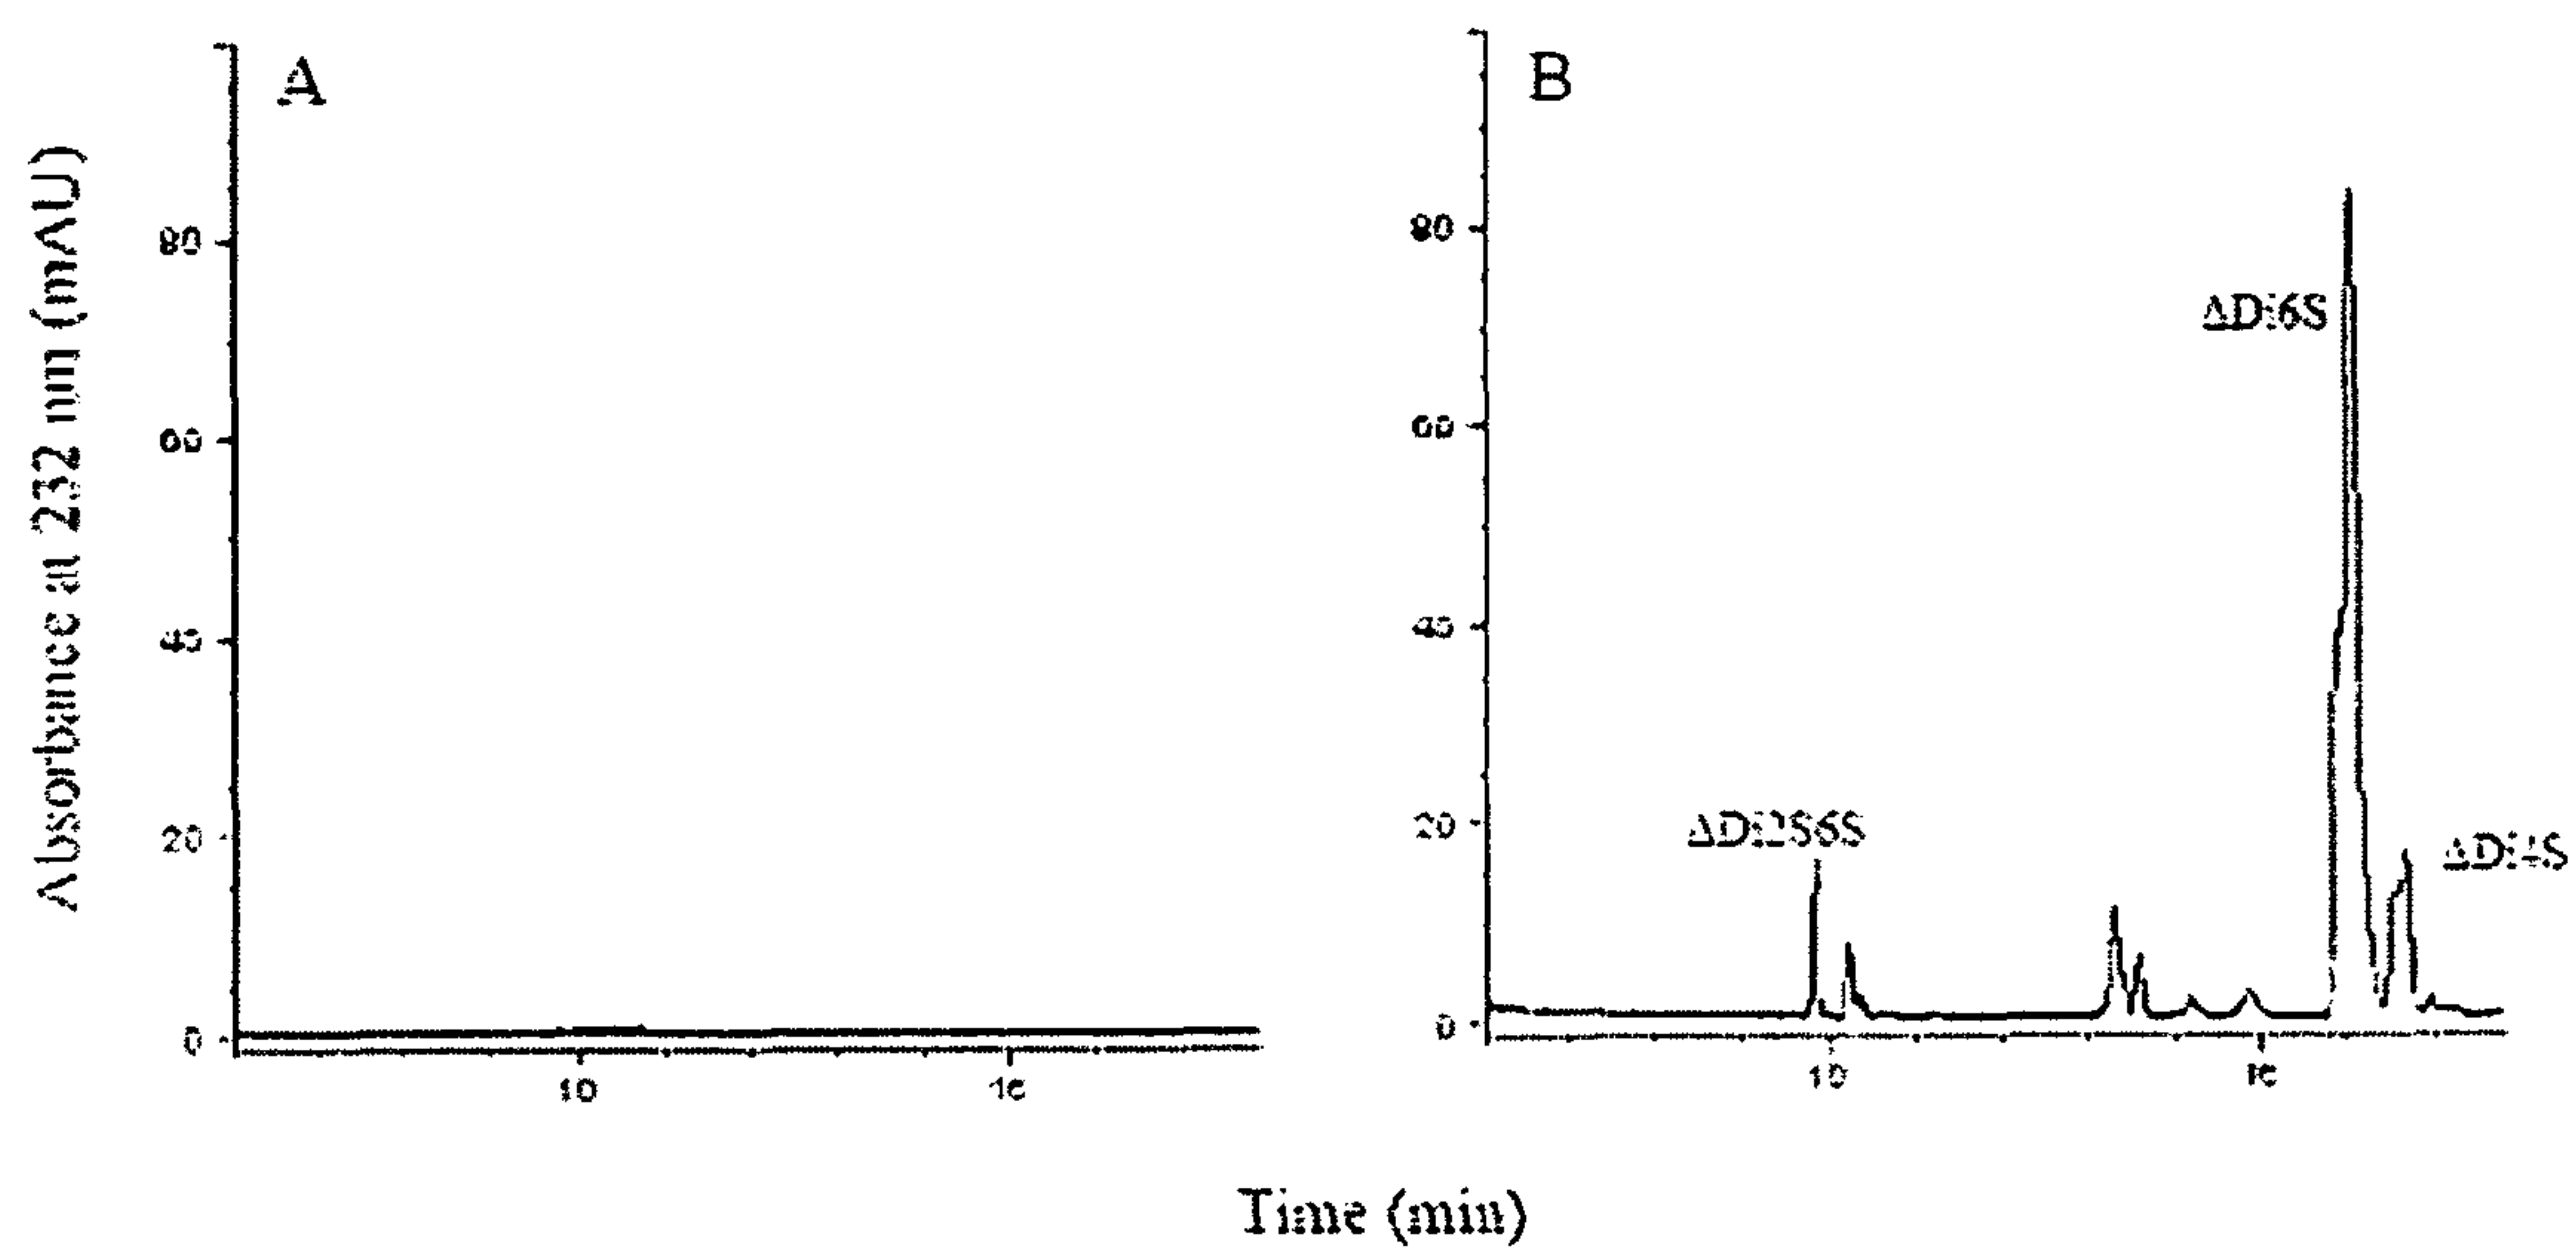 A
B
Absorbance at 232 nm (mAU)
80
60
40
20
0
10
80
60
40
20
0
10
ΔDi2S6S
ΔDi6S
ΔDi4S
Time (min)